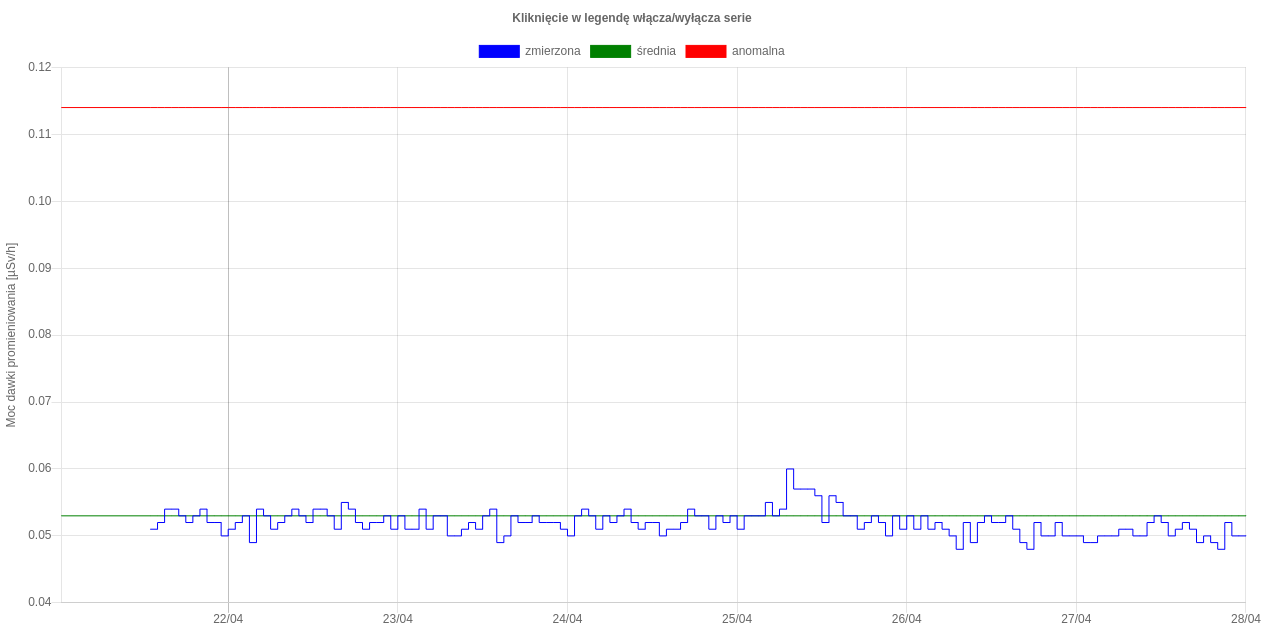 Kliknięcie w legendę włącza/wyłącza serie
zmierzona średnia anomalna
Moc dawki promieniowania [µSv/h]
0.12
0.11
0.10
0.09
0.08
0.07
0.06
0.05
0.04
22/04 23/04 24/04 25/04 26/04 27/04 28/04